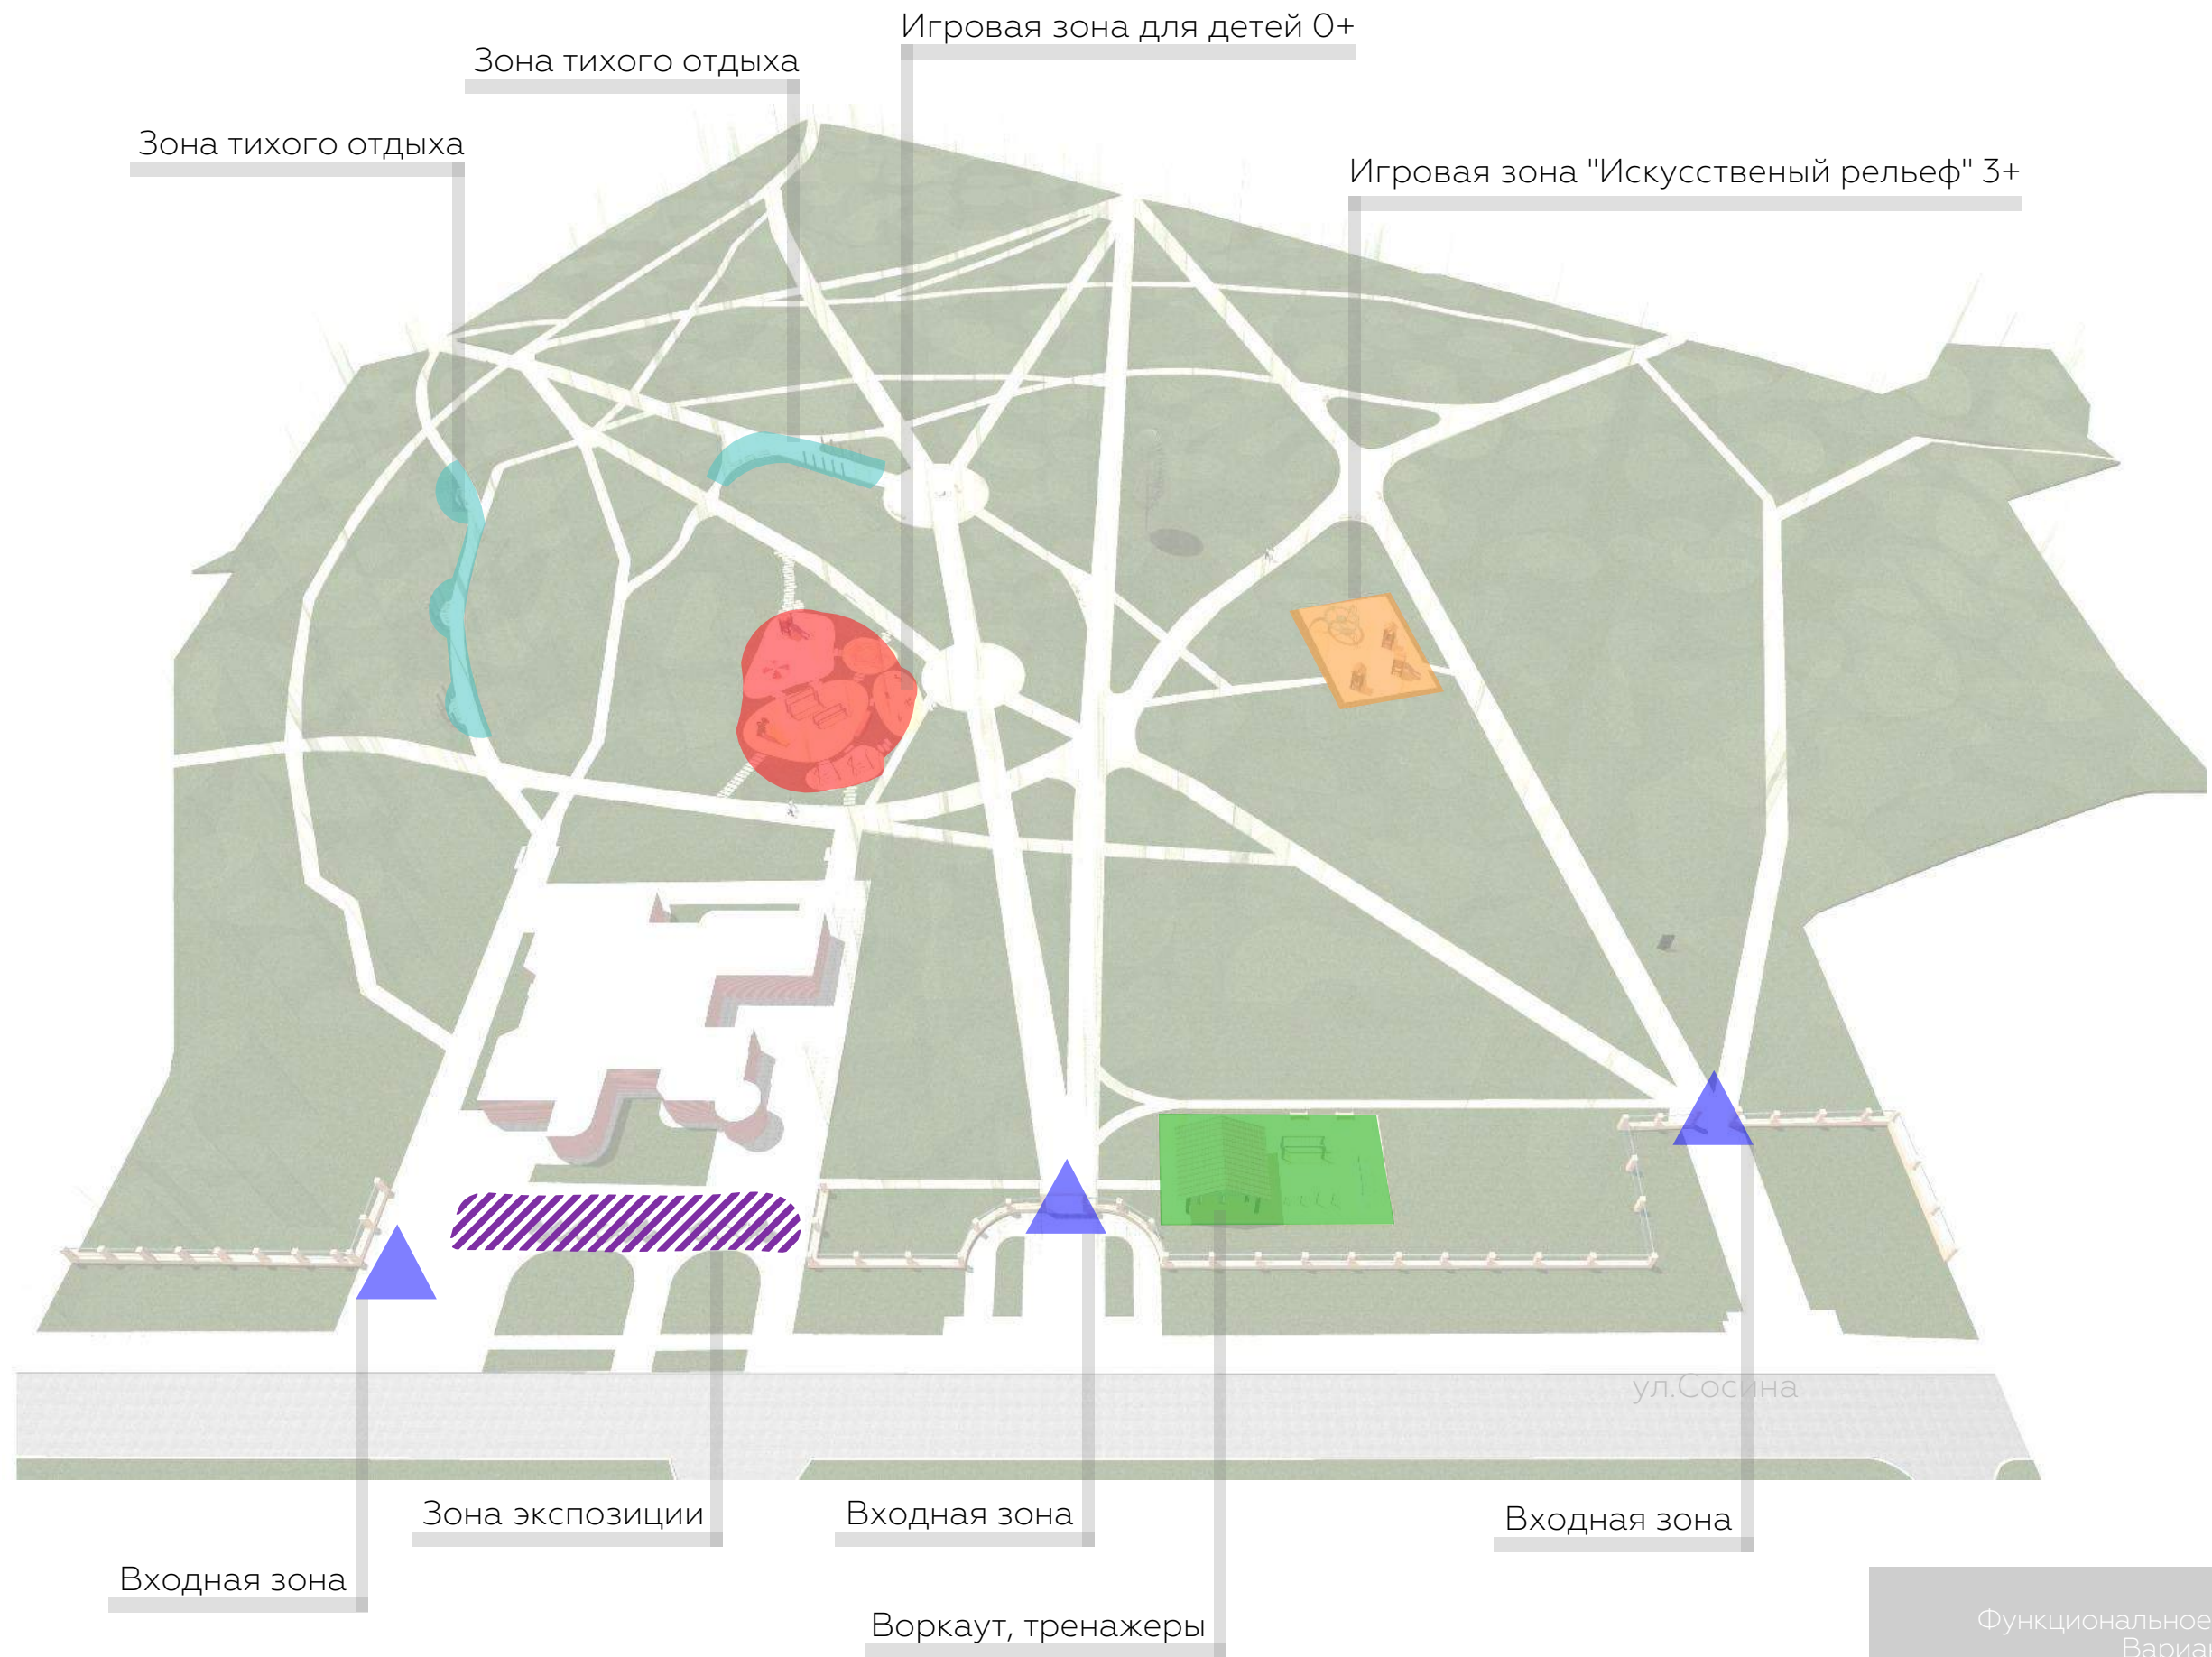 Игровая зона для детей 0+
Зона тихого отдыха
Зона тихого отдыха
Игровая зона "Искусственый рельеф" 3+
ул.Сосина
Зона экспозиции
Входная зона
Входная зона
Входная зона
Воркаут, тренажеры
Функциональное